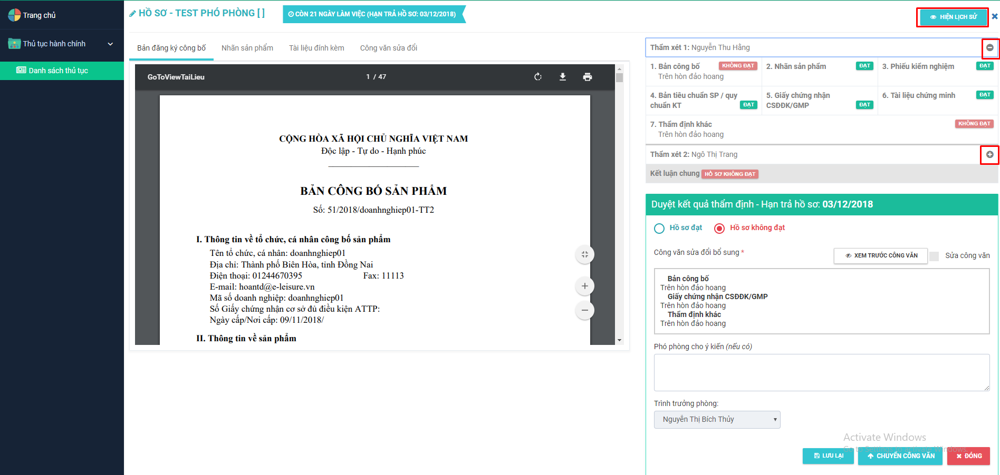 Trang chủ
Thủ tục hành chính
Danh sách thủ tục
HỒ SƠ - TEST PHÓ PHÒNG [ ]
CÒN 21 NGÀY LÀM VIỆC (HẠN TRẢ HỒ SƠ: 03/12/2018)
HIỆN LỊCH SỬ
Bản đăng ký công bố
Nhãn sản phẩm
Tài liệu đính kèm
Công văn sửa đổi
GoToViewTaiLieu
1 / 47
CỘNG HÒA XÃ HỘI CHỦ NGHĨA VIỆT NAM
Độc lập - Tự do - Hạnh phúc
BẢN CÔNG BỐ SẢN PHẨM
Số: 51/2018/doanhnghiep01-TT2
I. Thông tin về tổ chức, cá nhân công bố sản phẩm
Tên tổ chức, cá nhân: doanhnghiep01
Địa chỉ: Thành phố Biên Hòa, tỉnh Đồng Nai
Điện thoại: 01244670395 Fax: 11113
E-mail: hoantd@e-leisure.vn
Mã số doanh nghiệp: doanhnghiep01
Số Giấy chứng nhận cơ sở đủ điều kiện ATTP:
Ngày cấp/Nơi cấp: 09/11/2018/
II. Thông tin về sản phẩm
Thẩm xét 1: Nguyễn Thu Hằng
1. Bản công bố KHÔNG ĐẠT
Trên hòn đảo hoang
2. Nhãn sản phẩm ĐẠT
3. Phiếu kiểm nghiệm ĐẠT
4. Bản tiêu chuẩn SP / quy
chuẩn KT ĐẠT
5. Giấy chứng nhận
CSĐĐK/GMP ĐẠT
6. Tài liệu chứng minh ĐẠT
7. Thẩm định khác KHÔNG ĐẠT
Trên hòn đảo hoang
Thẩm xét 2: Ngô Thị Trang
Kết luận chung HỒ SƠ KHÔNG ĐẠT
Duyệt kết quả thẩm định - Hạn trả hồ sơ: 03/12/2018
Hồ sơ đạt
Hồ sơ không đạt
Công văn sửa đổi bổ sung *
XEM TRƯỚC CÔNG VĂN
Sửa công văn
Bản công bố
Trên hòn đảo hoang
Giấy chứng nhận CSĐĐK/GMP
Trên hòn đảo hoang
Thẩm định khác
Trên hòn đảo hoang
Phó phòng cho ý kiến (nếu có)
Trình trưởng phòng:
Nguyễn Thị Bích Thủy
Activate Windows
Go to Settings to activate Windows.
LƯU LẠI
CHUYỂN CÔNG VĂN
ĐÓNG